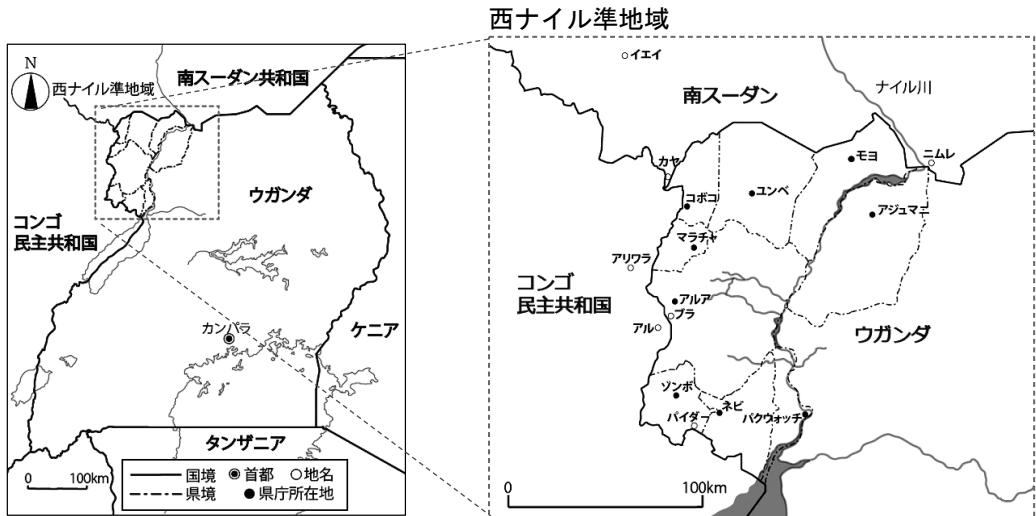 西ナイル準地域
N
西ナイル準地域
南スーダン共和国
ウガンダ
コンゴ
民主共和国
カンパラ
ケニア
タンザニア
0
100km
国境
首都
地名
県境
県庁所在地
イエイ
南スーダン
ナイル川
カヤ
モヨ
ニムレ
コボコ
ユンベ
アジュマニ
マラチャ
アリワラ
コンゴ
民主共和国
アルア
ブラ
アル
ウガンダ
ゾンボ
パイダー
ネビ
パクウォッチ
0
100km